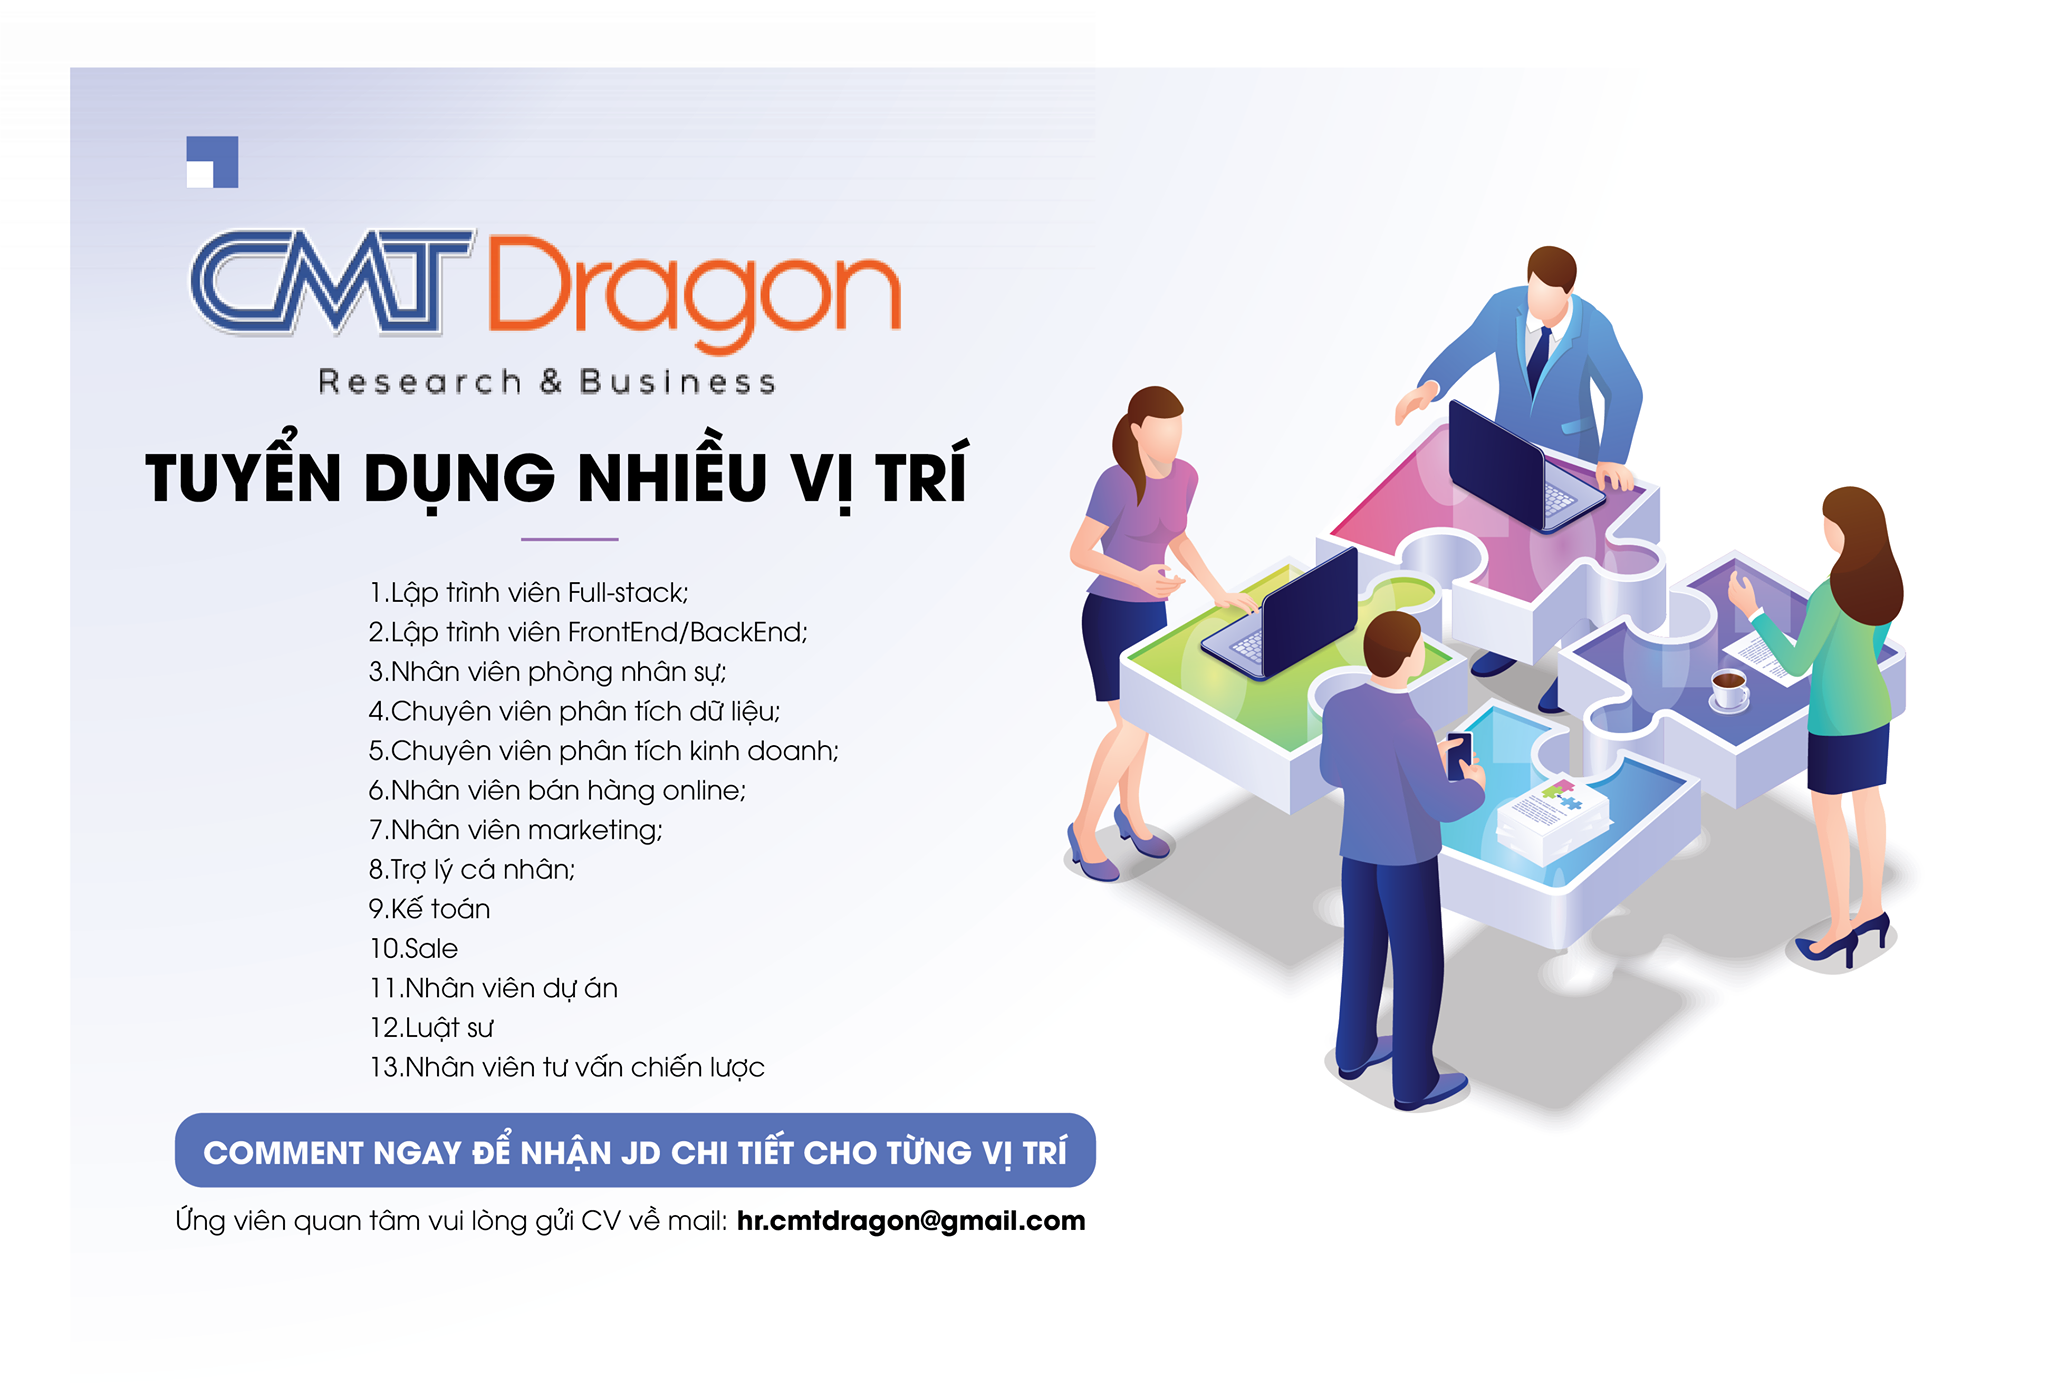 CMT Dragon
Research & Business
TUYỂN DỤNG NHIỀU VỊ TRÍ
1.Lập trình viên Full-stack;
2.Lập trình viên FrontEnd/BackEnd;
3.Nhân viên phòng nhân sự;
4.Chuyên viên phân tích dữ liệu;
5.Chuyên viên phân tích kinh doanh;
6.Nhân viên bán hàng online;
7.Nhân viên marketing;
8.Trợ lý cá nhân;
9.Kế toán
10.Sale
11.Nhân viên dự án
12.Luật sư
13.Nhân viên tư vấn chiến lược
COMMENT NGAY ĐỂ NHẬN JD CHI TIẾT CHO TỪNG VỊ TRÍ
Ứng viên quan tâm vui lòng gửi CV về mail: hr.cmtdragon@gmail.com